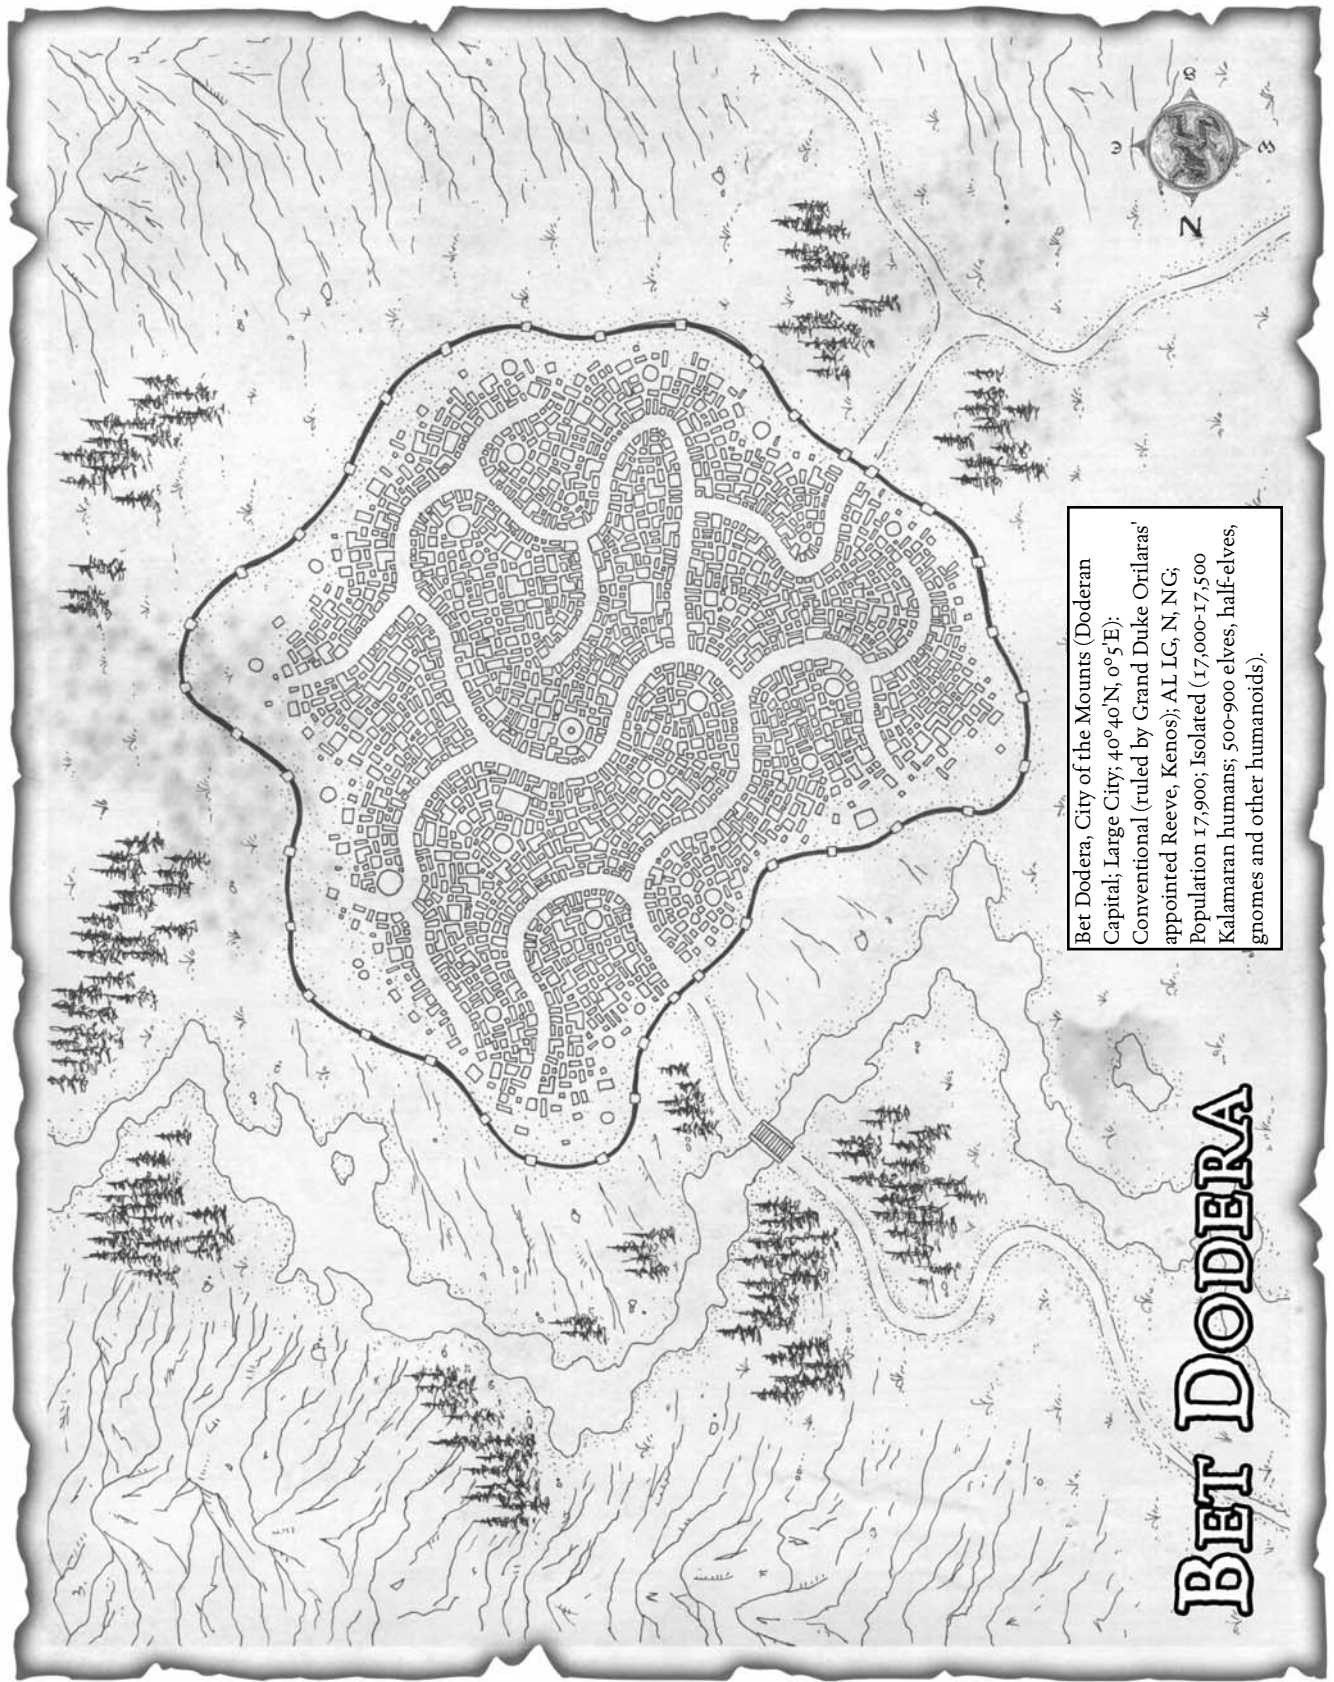 Bet Dodera, City of the Mounts (Doderan
Capital; Large City; 40°40'N, 0°5'E):
Conventional (ruled by Grand Duke Orilaras'
appointed Reeve, Kenos); AL LG, N, NG;
Population 17,900; Isolated (17,000-17,500
Kalamaran humans; 500-900 elves, half-elves,
gnomes and other humanoids).
BET DODERA
N
E
S
W